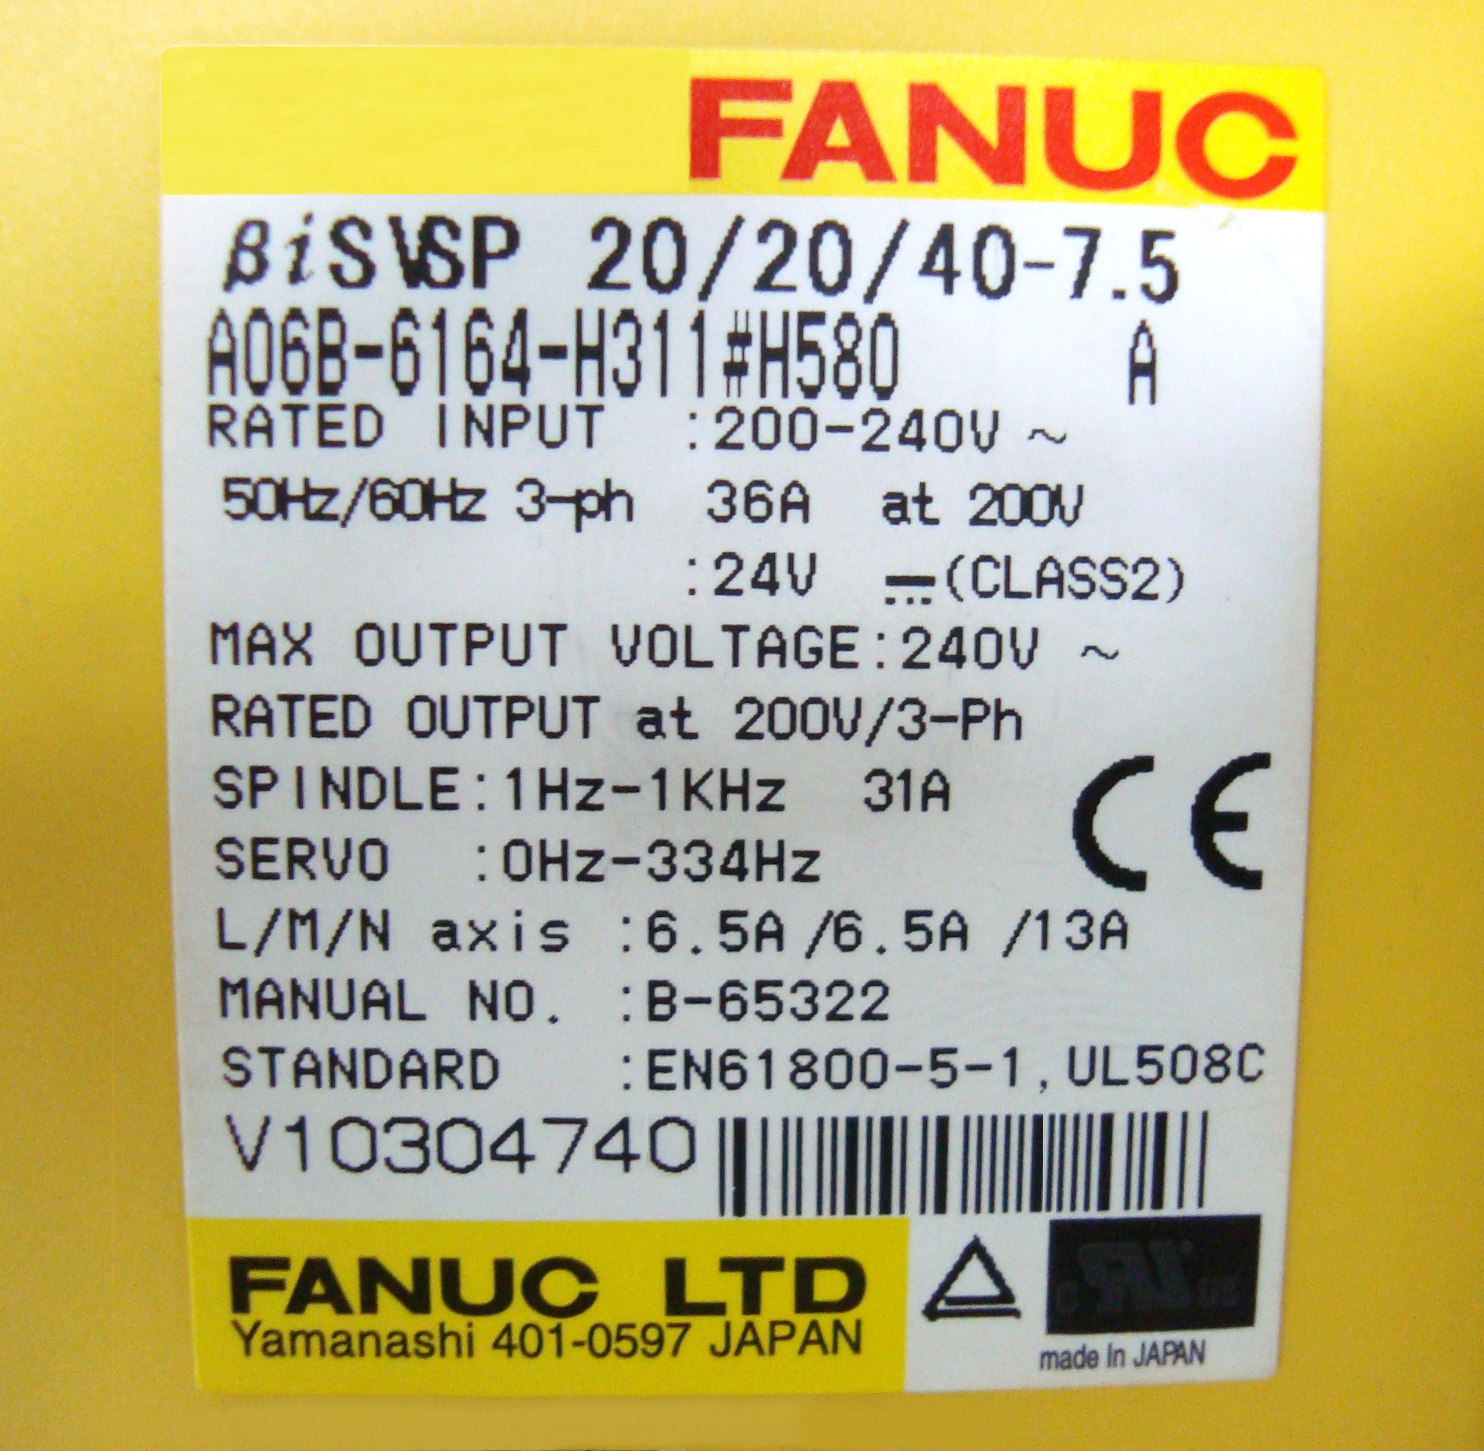 FANUC
βiSVSP 20/20/40-7.5
A06B-6164-H311#H580 A
RATED INPUT :200-240V ~
50Hz/60Hz 3-ph 36A at 200V
:24V ⎓(CLASS2)
MAX OUTPUT VOLTAGE:240V ~
RATED OUTPUT at 200V/3-Ph
SPINDLE:1Hz-1KHz 31A
SERVO :0Hz-334Hz
L/M/N axis :6.5A /6.5A /13A
CE
MANUAL NO. :B-65322
STANDARD :EN61800-5-1,UL508C
V10304740
FANUC LTD
Yamanashi 401-0597 JAPAN
c RU us
made In JAPAN